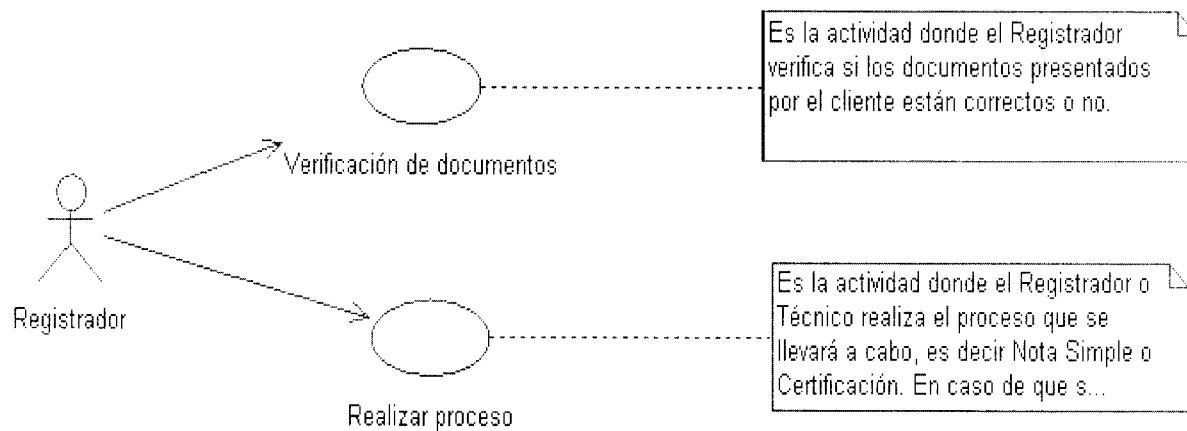 Es la actividad donde el Registrador
verifica si los documentos presentados
por el cliente están correctos o no.
Verificación de documentos
Registrador
Es la actividad donde el Registrador o
Técnico realiza el proceso que se
llevará a cabo, es decir Nota Simple o
Certificación. En caso de que s...
Realizar proceso